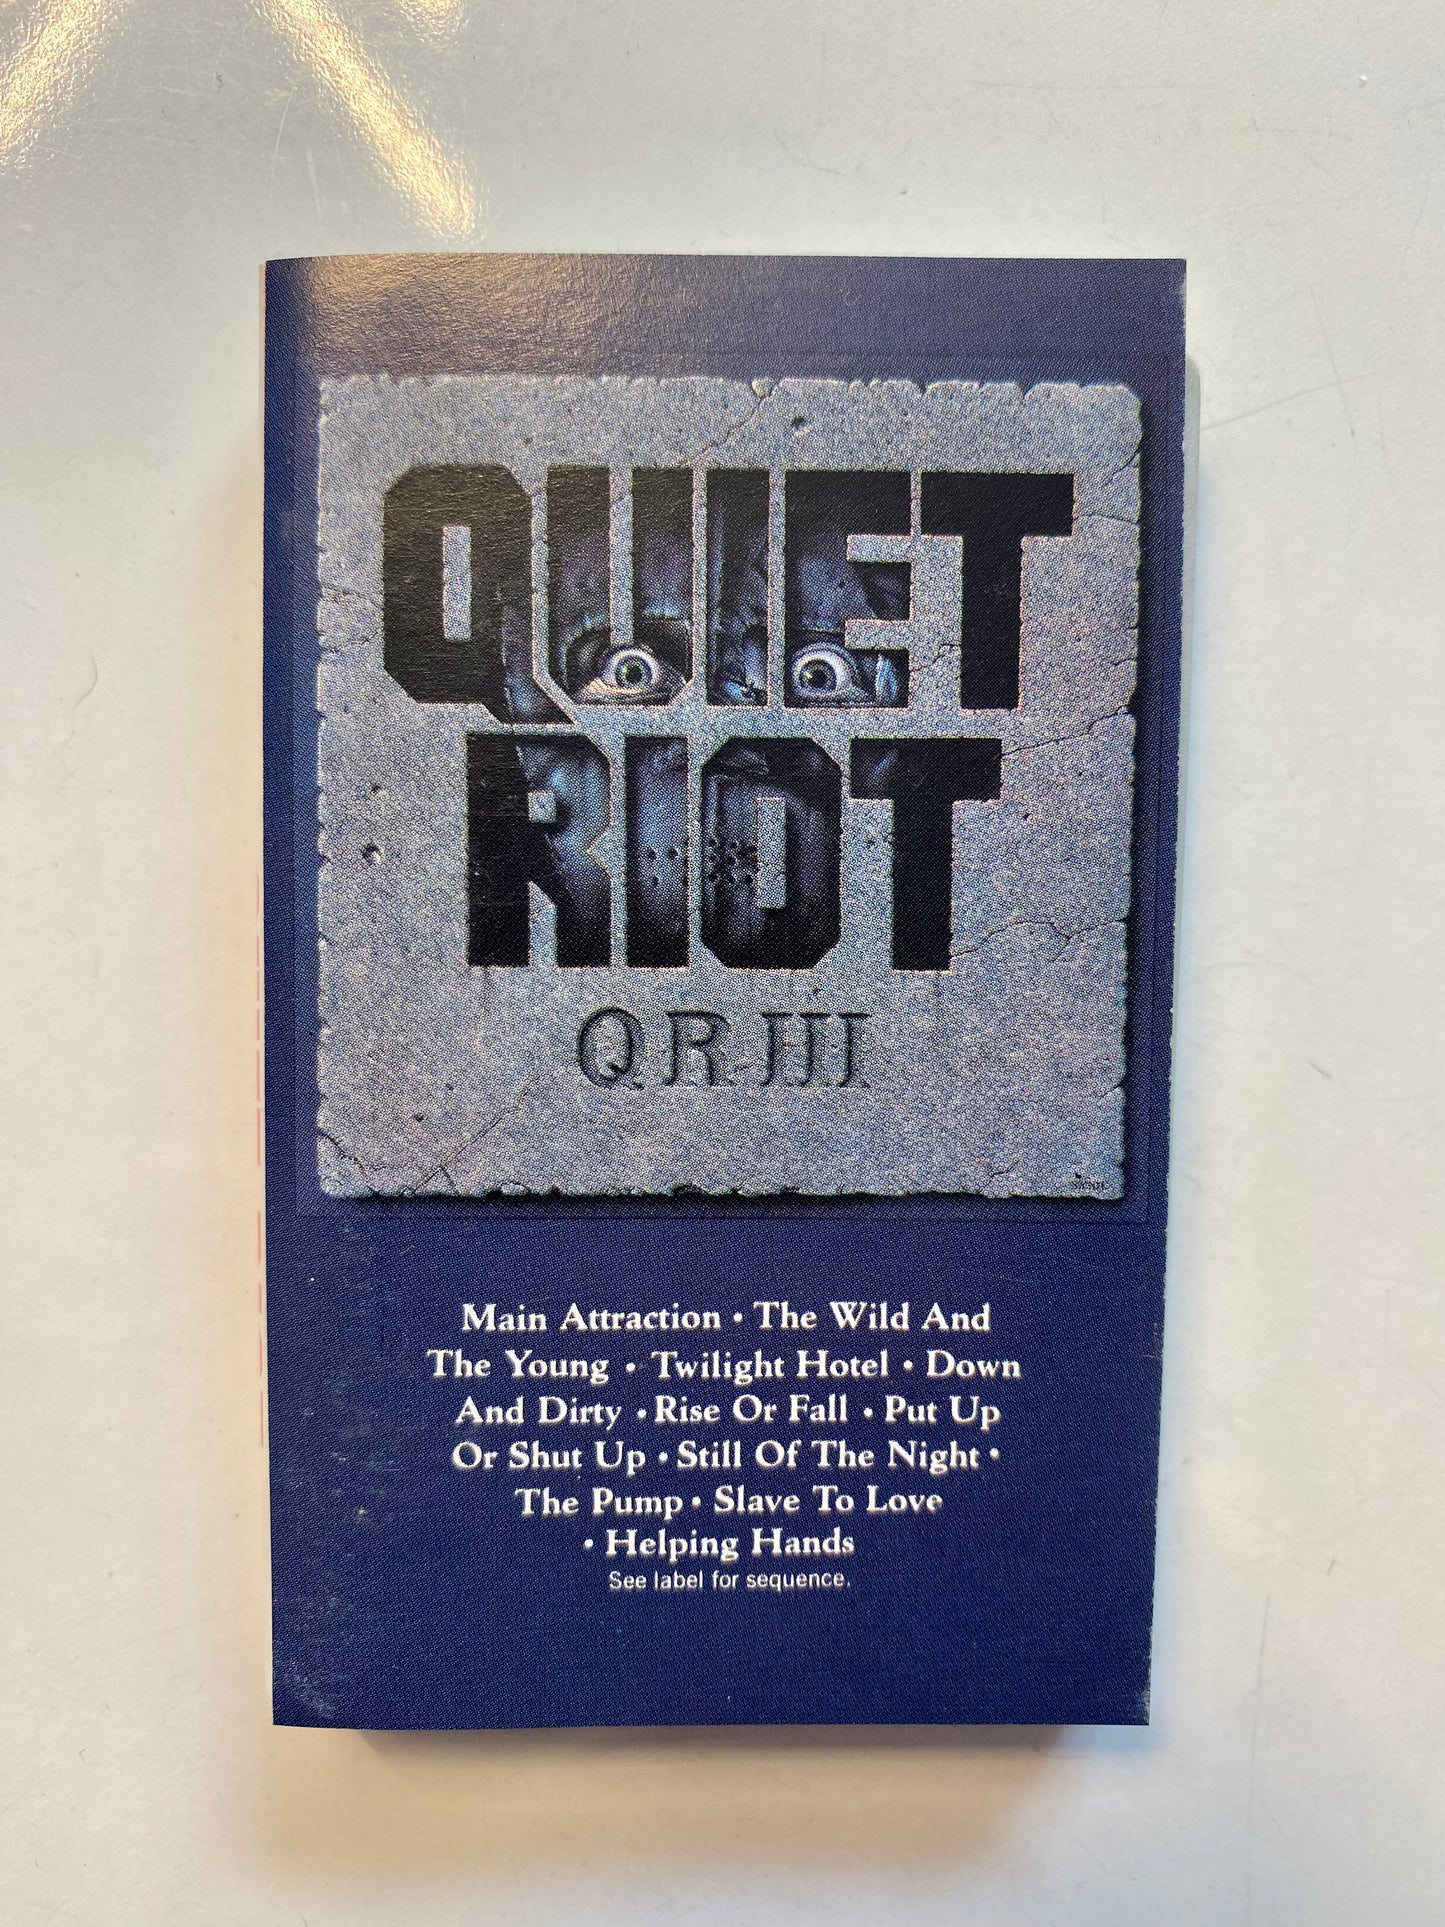 QUIET
RIOT
QR III
Main Attraction • The Wild And
The Young • Twilight Hotel • Down
And Dirty • Rise Or Fall • Put Up
Or Shut Up • Still Of The Night •
The Pump • Slave To Love
• Helping Hands
See label for sequence.